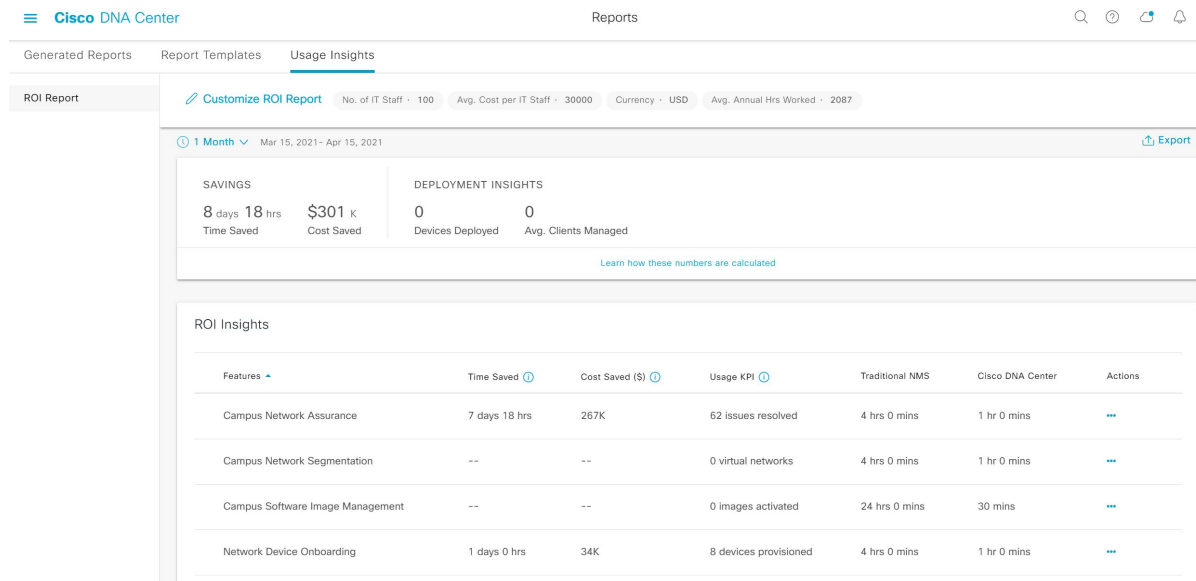 Cisco DNA Center
Reports
Generated Reports Report Templates Usage Insights
ROI Report
Customize ROI Report No. of IT Staff · 100 Avg. Cost per IT Staff · 30000 Currency · USD Avg. Annual Hrs Worked · 2087
1 Month Mar 15, 2021- Apr 15, 2021 Export
SAVINGS DEPLOYMENT INSIGHTS
8 days 18 hrs $301 K 0 0
Time Saved Cost Saved Devices Deployed Avg. Clients Managed
Learn how these numbers are calculated
ROI Insights
Features Time Saved Cost Saved ($) Usage KPI Traditional NMS Cisco DNA Center Actions
Campus Network Assurance 7 days 18 hrs 267K 62 issues resolved 4 hrs 0 mins 1 hr 0 mins
Campus Network Segmentation -- -- 0 virtual networks 4 hrs 0 mins 1 hr 0 mins
Campus Software Image Management -- -- 0 images activated 24 hrs 0 mins 30 mins
Network Device Onboarding 1 days 0 hrs 34K 8 devices provisioned 4 hrs 0 mins 1 hr 0 mins